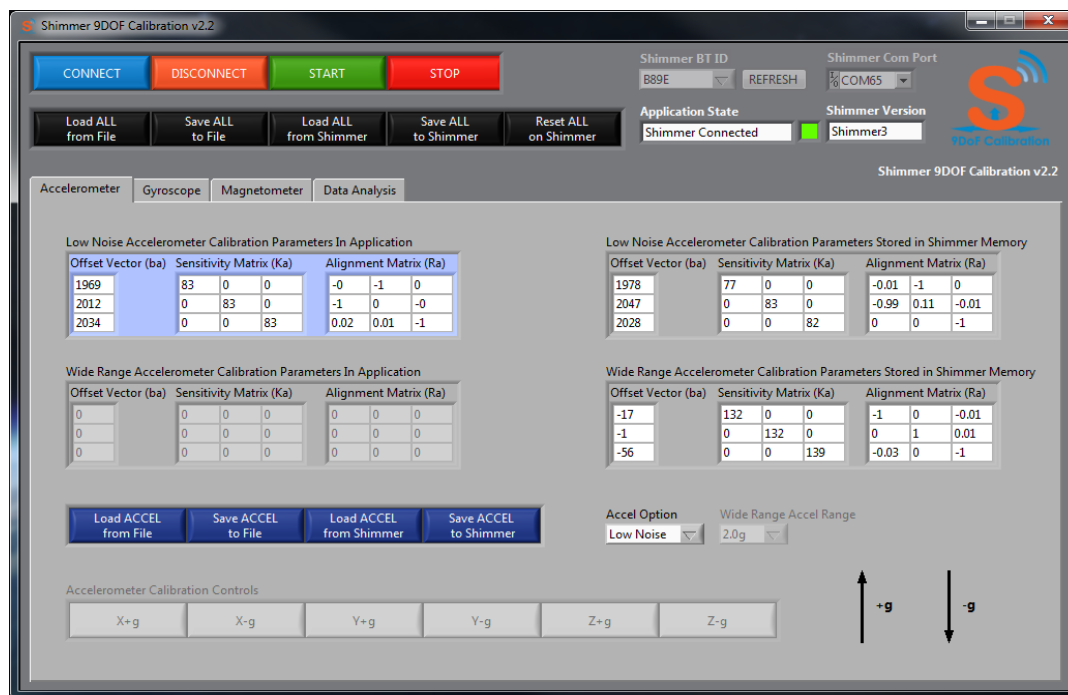 Shimmer 9DOF Calibration v2.2
CONNECT DISCONNECT START STOP
Shimmer BT ID Shimmer Com Port
B89E REFRESH COM65
Load ALL from File Save ALL to File Load ALL from Shimmer Save ALL to Shimmer Reset ALL on Shimmer
Application State Shimmer Version
Shimmer Connected Shimmer3
9DoF Calibration
Shimmer 9DOF Calibration v2.2
Accelerometer Gyroscope Magnetometer Data Analysis
Low Noise Accelerometer Calibration Parameters In Application
Offset Vector (ba) Sensitivity Matrix (Ka) Alignment Matrix (Ra)
1969 83 0 0 -0 -1 0
2012 0 83 0 -1 0 -0
2034 0 0 83 0.02 0.01 -1
Low Noise Accelerometer Calibration Parameters Stored in Shimmer Memory
Offset Vector (ba) Sensitivity Matrix (Ka) Alignment Matrix (Ra)
1978 77 0 0 -0.01 -1 0
2047 0 83 0 -0.99 0.11 -0.01
2028 0 0 82 0 0 -1
Wide Range Accelerometer Calibration Parameters In Application
Offset Vector (ba) Sensitivity Matrix (Ka) Alignment Matrix (Ra)
0 0 0 0 0 0 0
0 0 0 0 0 0 0
0 0 0 0 0 0 0
Wide Range Accelerometer Calibration Parameters Stored in Shimmer Memory
Offset Vector (ba) Sensitivity Matrix (Ka) Alignment Matrix (Ra)
-17 132 0 0 -1 0 -0.01
-1 0 132 0 0 1 0.01
-56 0 0 139 -0.03 0 -1
Load ACCEL from File Save ACCEL to File Load ACCEL from Shimmer Save ACCEL to Shimmer
Accel Option Wide Range Accel Range
Low Noise 2.0g
Accelerometer Calibration Controls
X+g X-g Y+g Y-g Z+g Z-g
+g -g